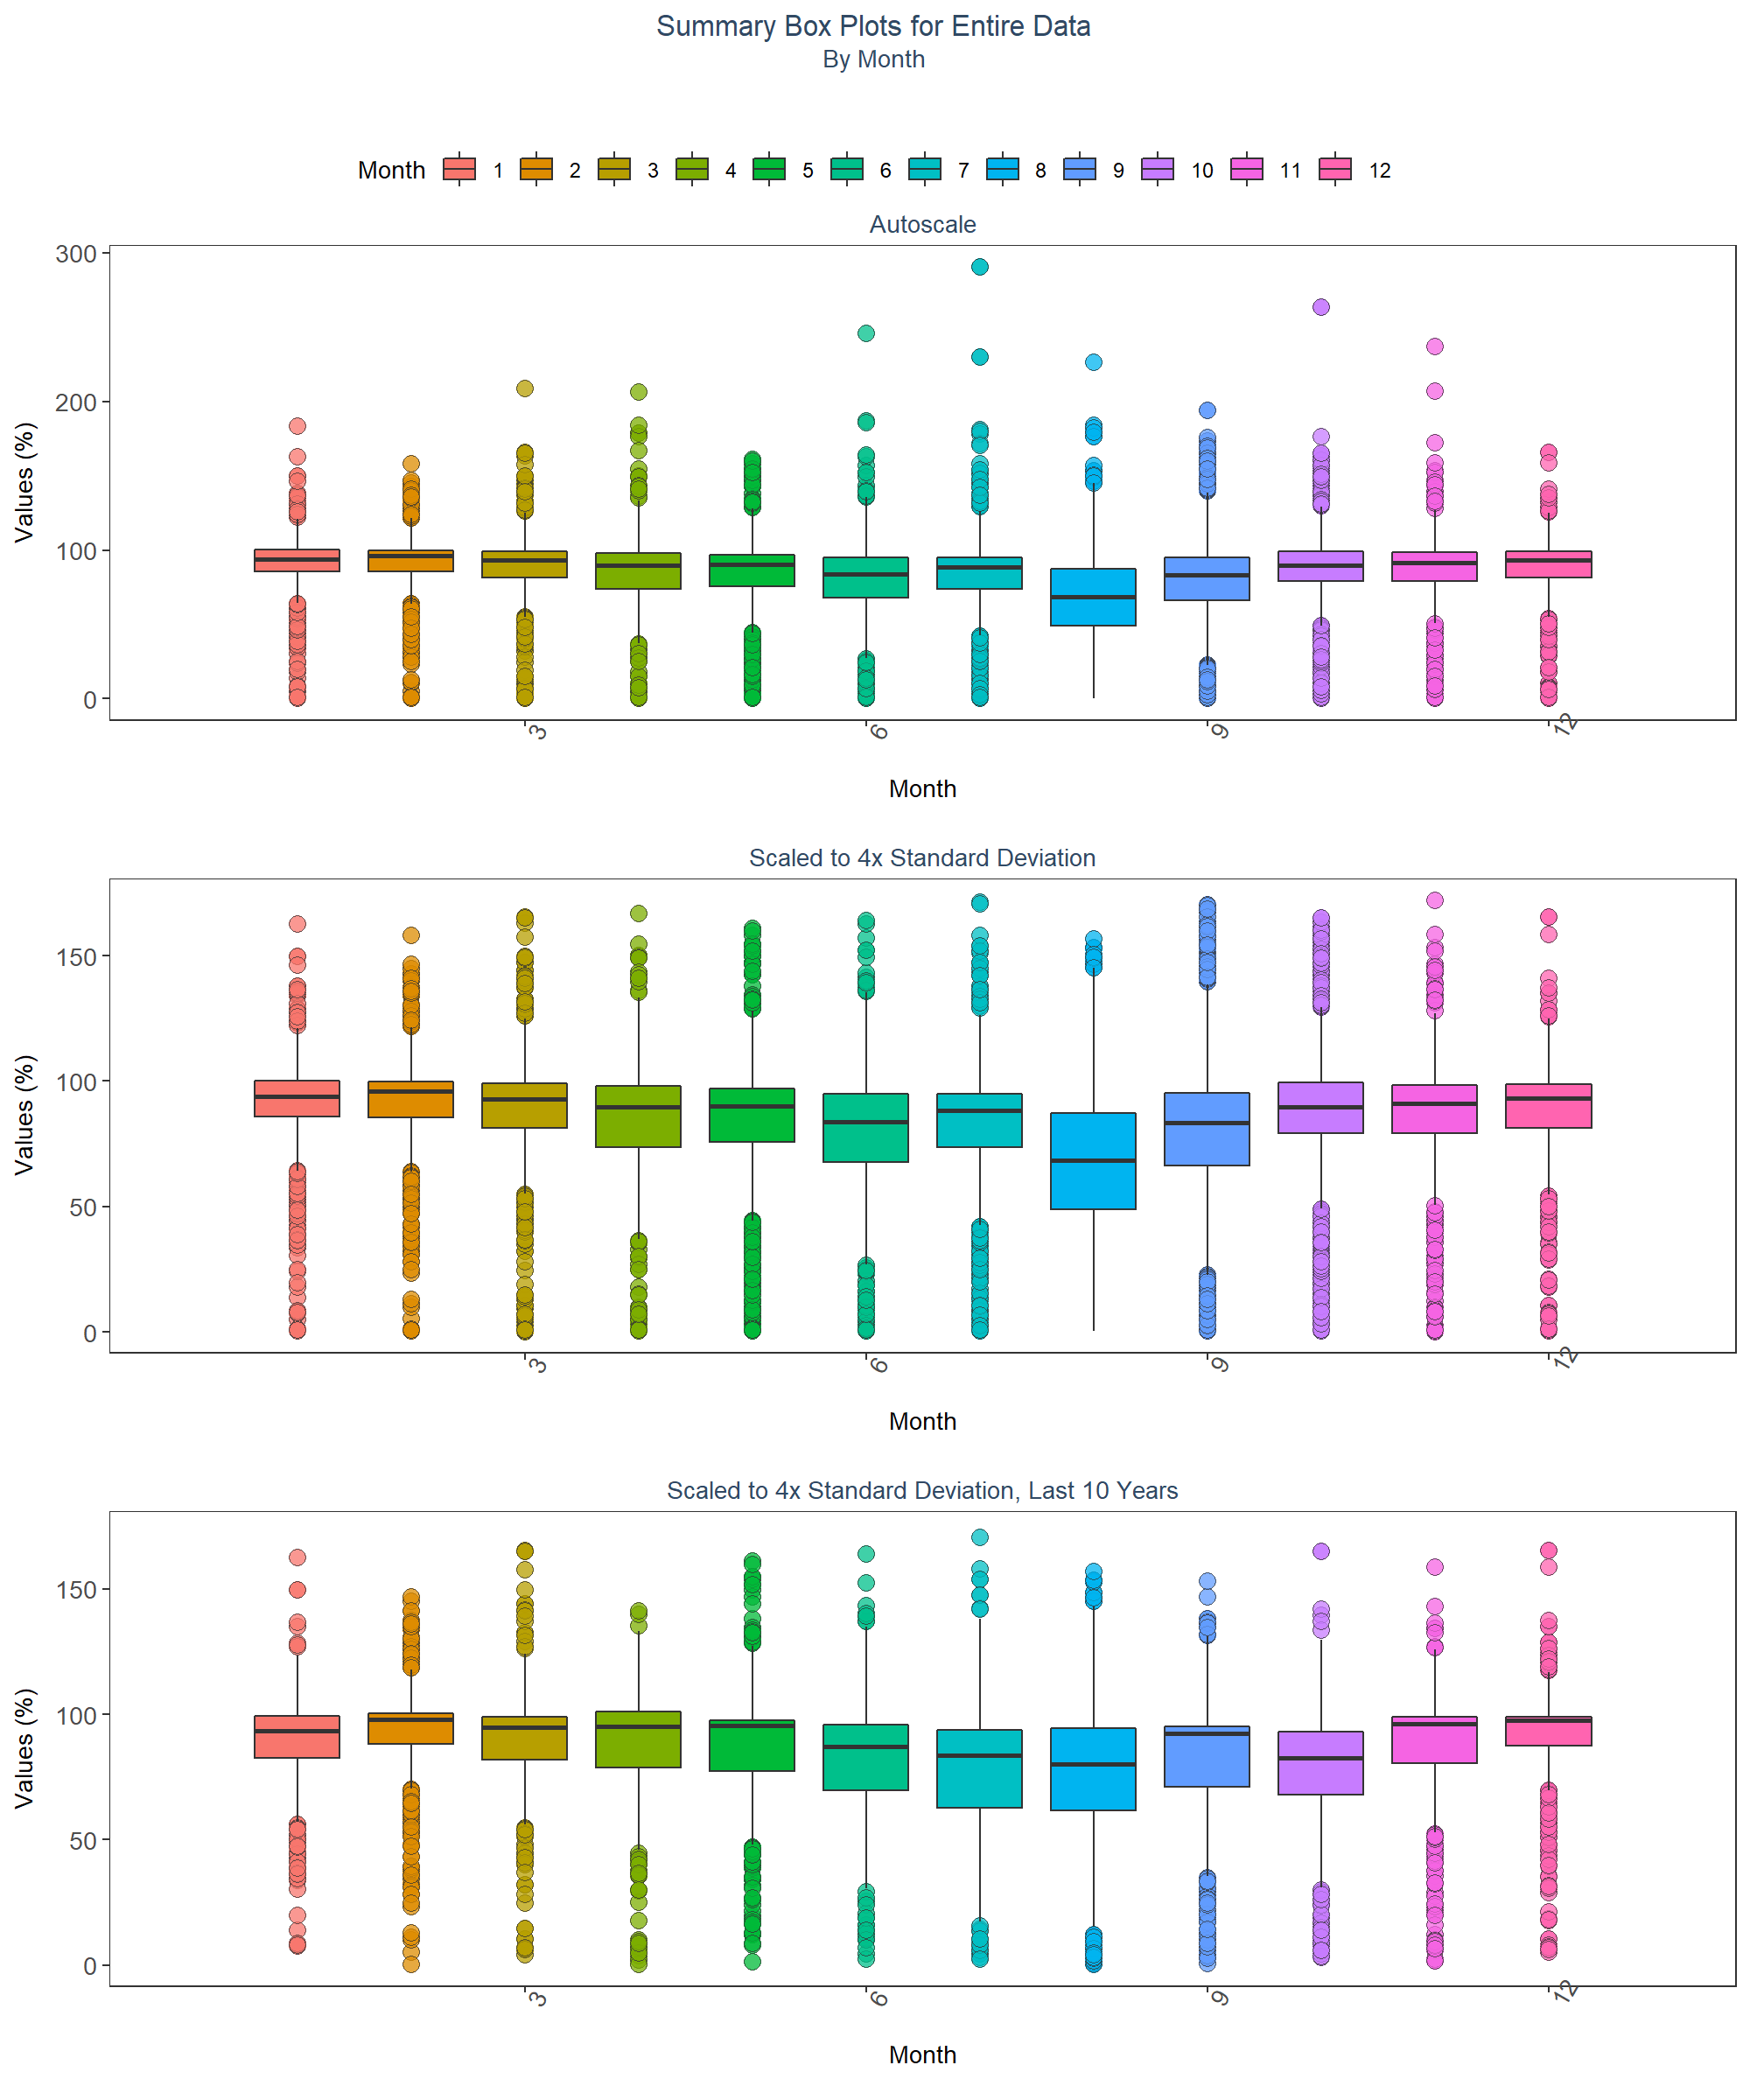 Summary Box Plots for Entire Data
By Month
Month 1 2 3 4 5 6 7 8 9 10 11 12
Autoscale
Values (%)
300
200
100
0
3 6 9 12
Month
Scaled to 4x Standard Deviation
Values (%)
150
100
50
0
3 6 9 12
Month
Scaled to 4x Standard Deviation, Last 10 Years
Values (%)
150
100
50
0
3 6 9 12
Month